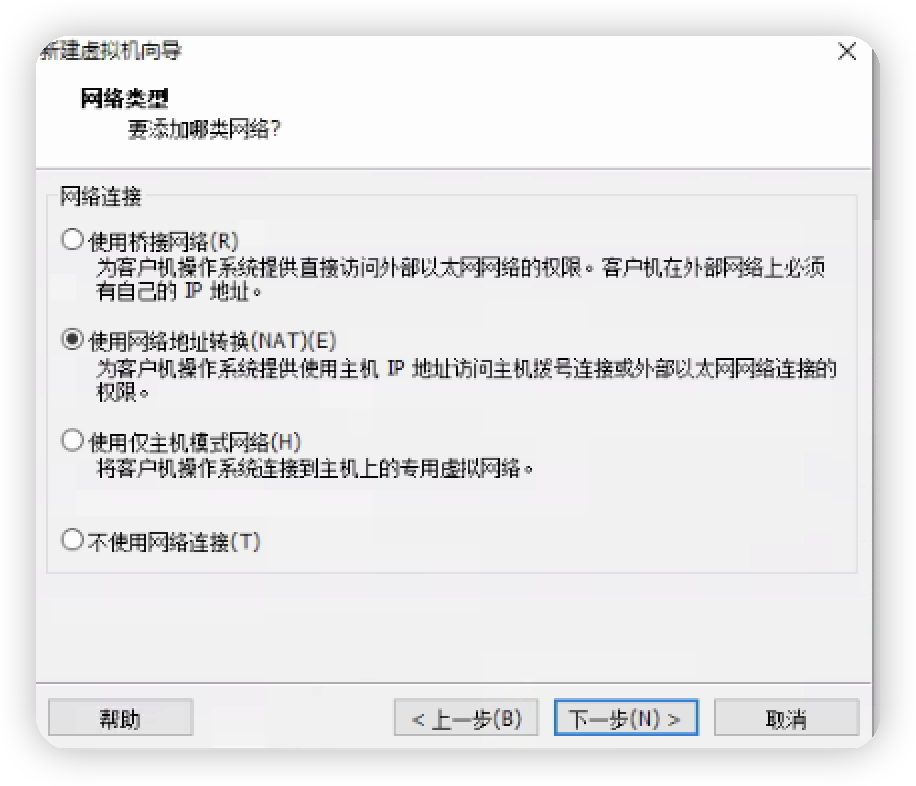 新建虚拟机向导
网络类型
要添加哪类网络?
网络连接
使用桥接网络(R)
为客户机操作系统提供直接访问外部以太网网络的权限。客户机在外部网络上必须
有自己的 IP 地址。
使用网络地址转换(NAT)(E)
为客户机操作系统提供使用主机 IP 地址访问主机拨号连接或外部以太网网络连接的
权限。
使用仅主机模式网络(H)
将客户机操作系统连接到主机上的专用虚拟网络。
不使用网络连接(T)
帮助 < 上一步(B) 下一步(N) > 取消